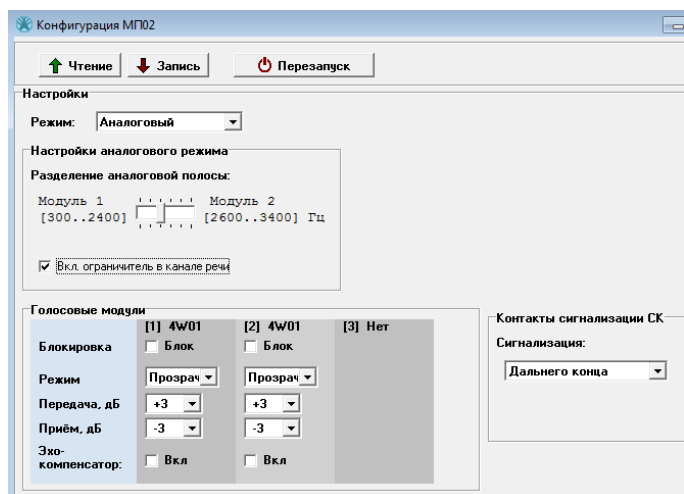 Конфигурация МП02
Чтение Запись Перезапуск
Настройки
Режим: Аналоговый
Настройки аналогового режима
Разделение аналоговой полосы:
Модуль 1 Модуль 2
[300..2400] [2600..3400] Гц
Вкл. ограничитель в канале речи
Голосовые модули
[1] 4W01 [2] 4W01 [3] Нет
Блокировка Блок Блок
Режим Прозрач Прозрач
Передача, дБ +3 +3
Приём, дБ -3 -3
Эхо-
компенсатор: Вкл Вкл
Контакты сигнализации СК
Сигнализация:
Дальнего конца